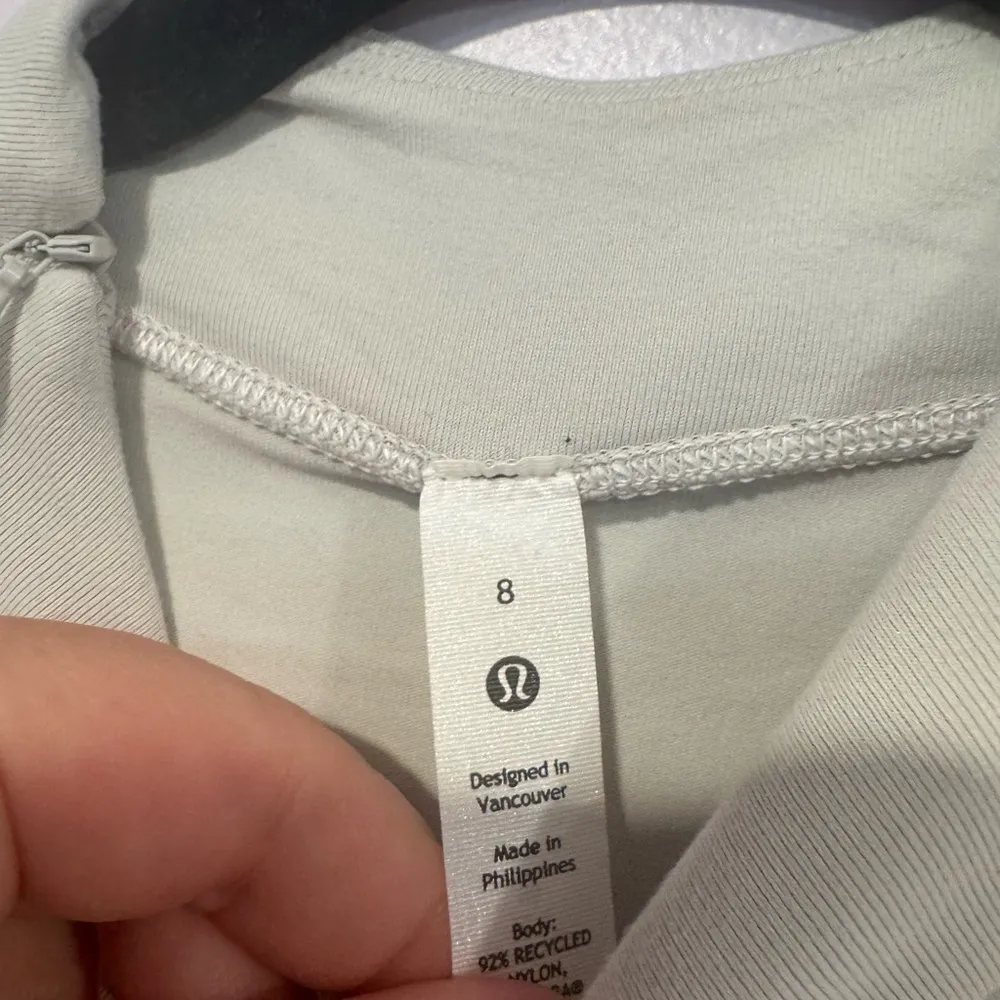 8
Designed in
Vancouver
Made in
Philippines
Body:
92% RECYCLED